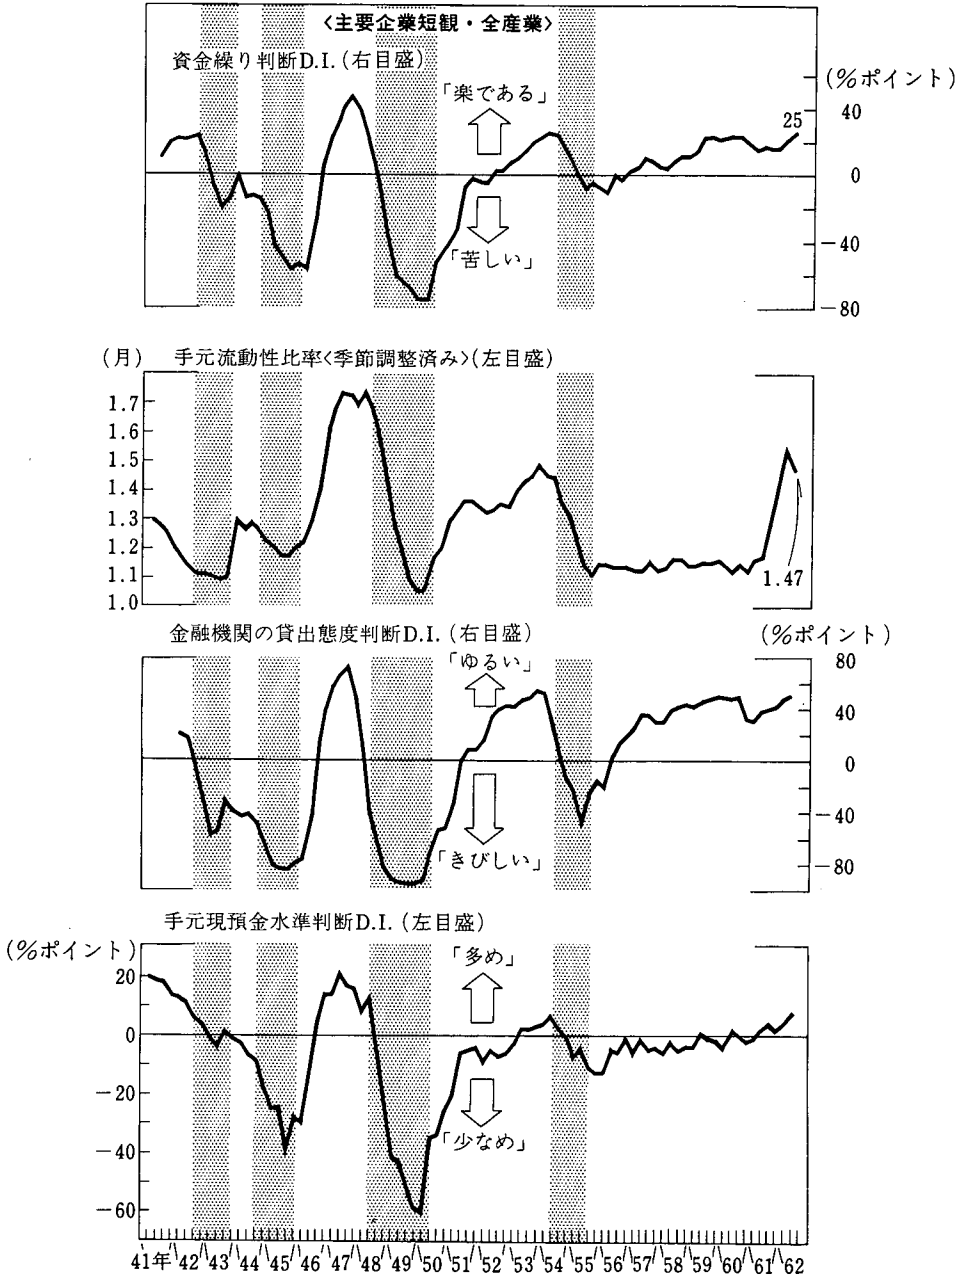 〈主要企業短観・全産業〉
資金繰り判断D.I.(右目盛)
(%ポイント)
「楽である」
40
25
0
「苦しい」
−40
−80
(月)
手元流動性比率〈季節調整済み〉(左目盛)
1.7
1.6
1.5
1.4
1.3
1.2
1.1
1.0
1.47
金融機関の貸出態度判断D.I.(右目盛)
(%ポイント)
「ゆるい」
80
40
0
−40
「きびしい」
−80
手元現預金水準判断D.I.(左目盛)
(%ポイント)
「多め」
20
0
−20
「少なめ」
−40
−60
41年 42 43 44 45 46 47 48 49 50 51 52 53 54 55 56 57 58 59 60 61 62